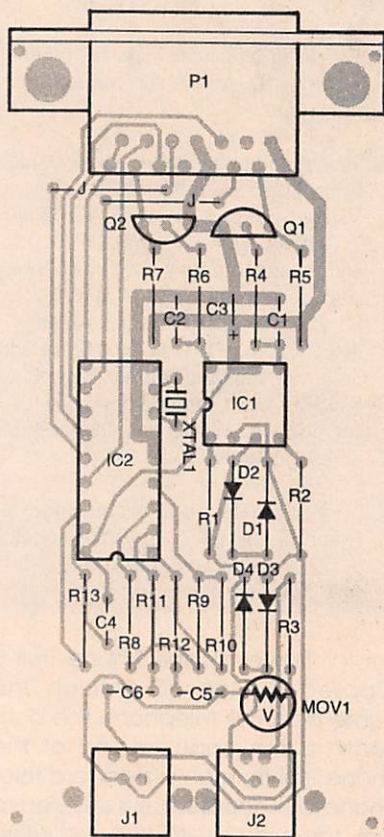 P1
J
J
Q2
Q1
R7
R6
R4
R5
C2
C3
C1
+
IC2
XTAL1
IC1
D2
R1
D1
R2
D4
D3
R13
C4
R11
R9
R3
R8
R12
R10
C6
C5
V
MOV1
J1
J2